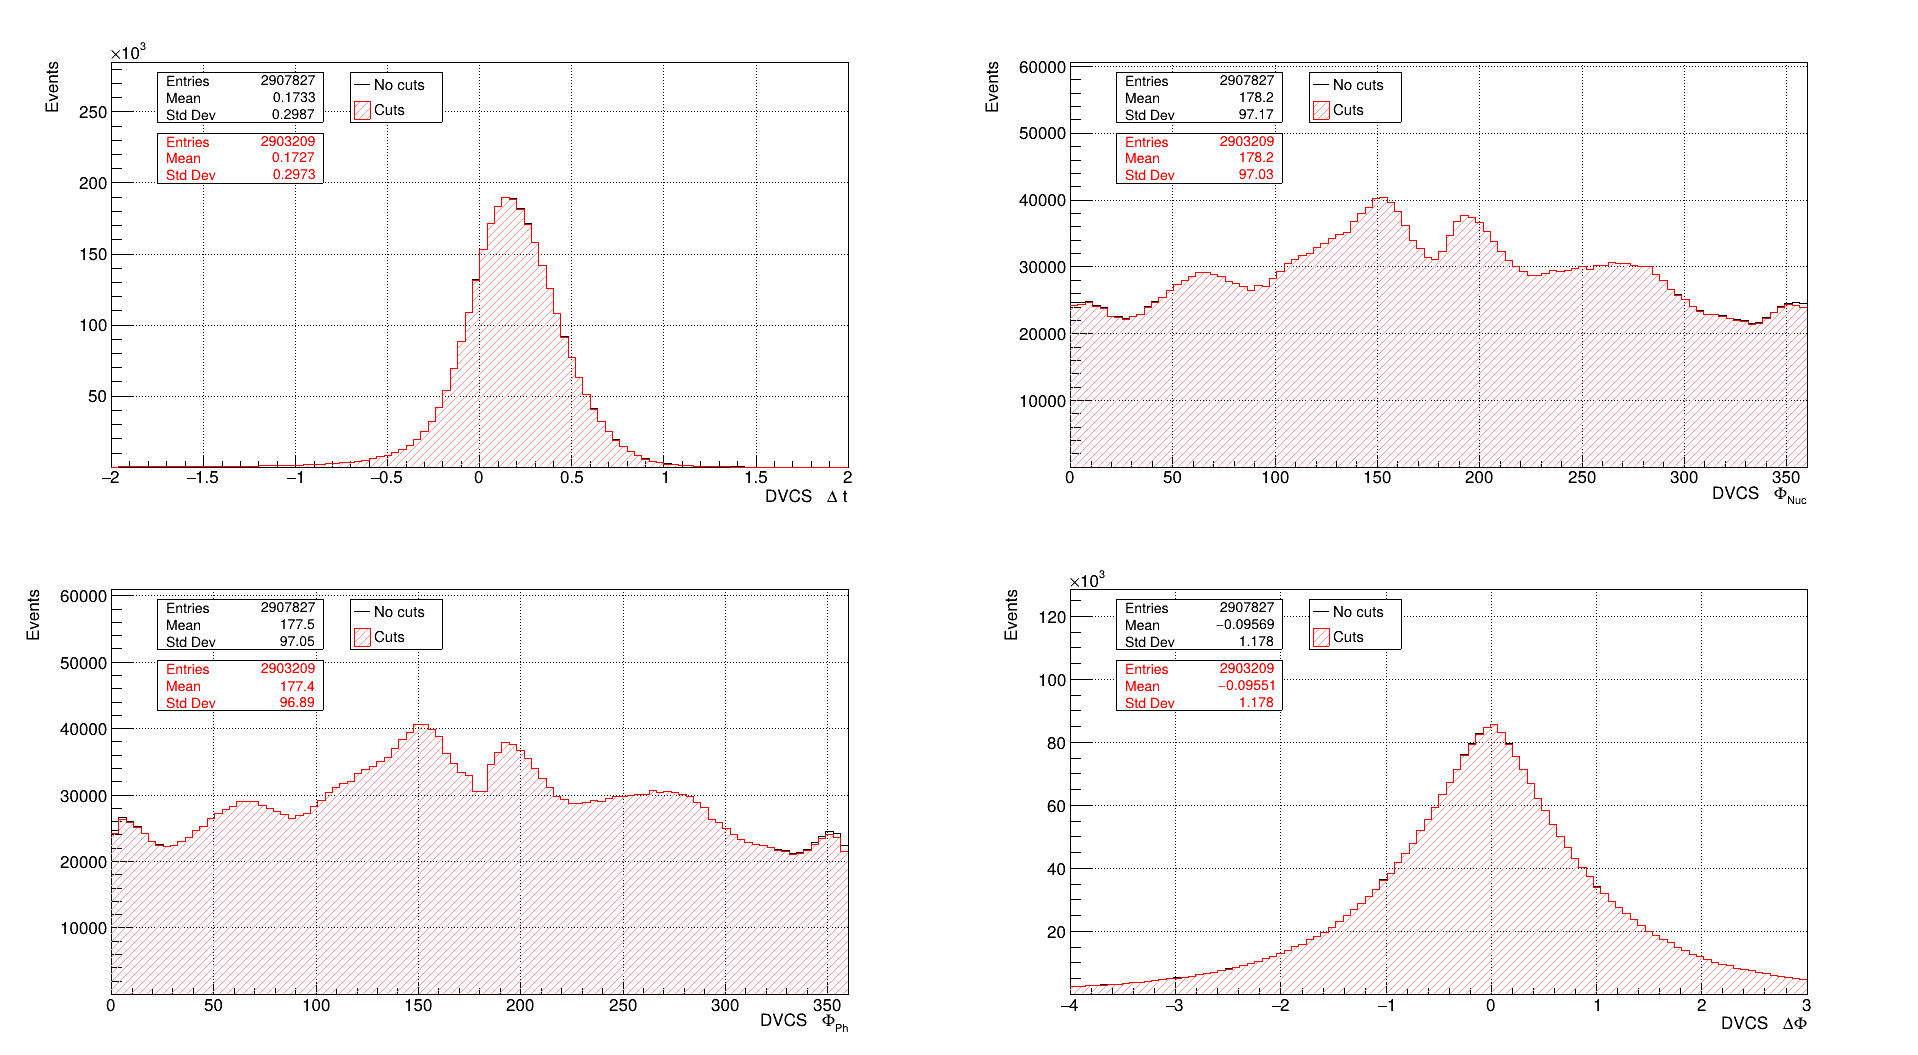 ×10³
Events
Entries 2907827
Mean 0.1733
Std Dev 0.2987
No cuts
Cuts
Entries 2903209
Mean 0.1727
Std Dev 0.2973
250
200
150
100
50
−2 −1.5 −1 −0.5 0 0.5 1 1.5 2
DVCS Δ t
Events
60000
Entries 2907827
Mean 178.2
Std Dev 97.17
No cuts
Cuts
Entries 2903209
Mean 178.2
Std Dev 97.03
50000
40000
30000
20000
10000
0 50 100 150 200 250 300 350
DVCS Φ_Nuc
Events
60000
Entries 2907827
Mean 177.5
Std Dev 97.05
No cuts
Cuts
Entries 2903209
Mean 177.4
Std Dev 96.89
50000
40000
30000
20000
10000
0 50 100 150 200 250 300 350
DVCS Φ_Ph
×10³
Events
Entries 2907827
Mean −0.09569
Std Dev 1.178
No cuts
Cuts
Entries 2903209
Mean −0.09551
Std Dev 1.178
120
100
80
60
40
20
−4 −3 −2 −1 0 1 2 3
DVCS ΔΦ